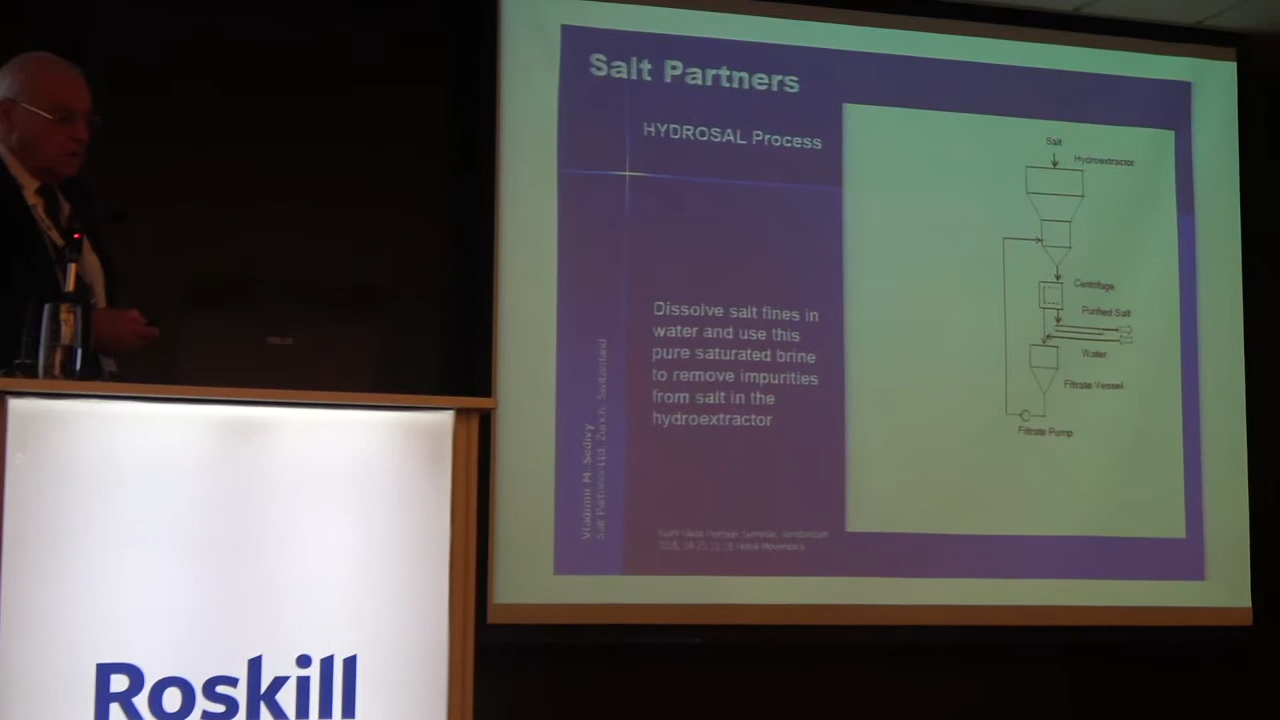 Salt Partners
HYDROSAL Process
Salt
Hydroextractor
Centrifuge
Purified Salt
Water
Filtrate Vessel
Filtrate Pump
Dissolve salt fines in
water and use this
pure saturated brine
to remove impurities
from salt in the
hydroextractor
Vladimir M. Sedivy
Salt Partners Ltd, Zurich, Switzerland
Roskill